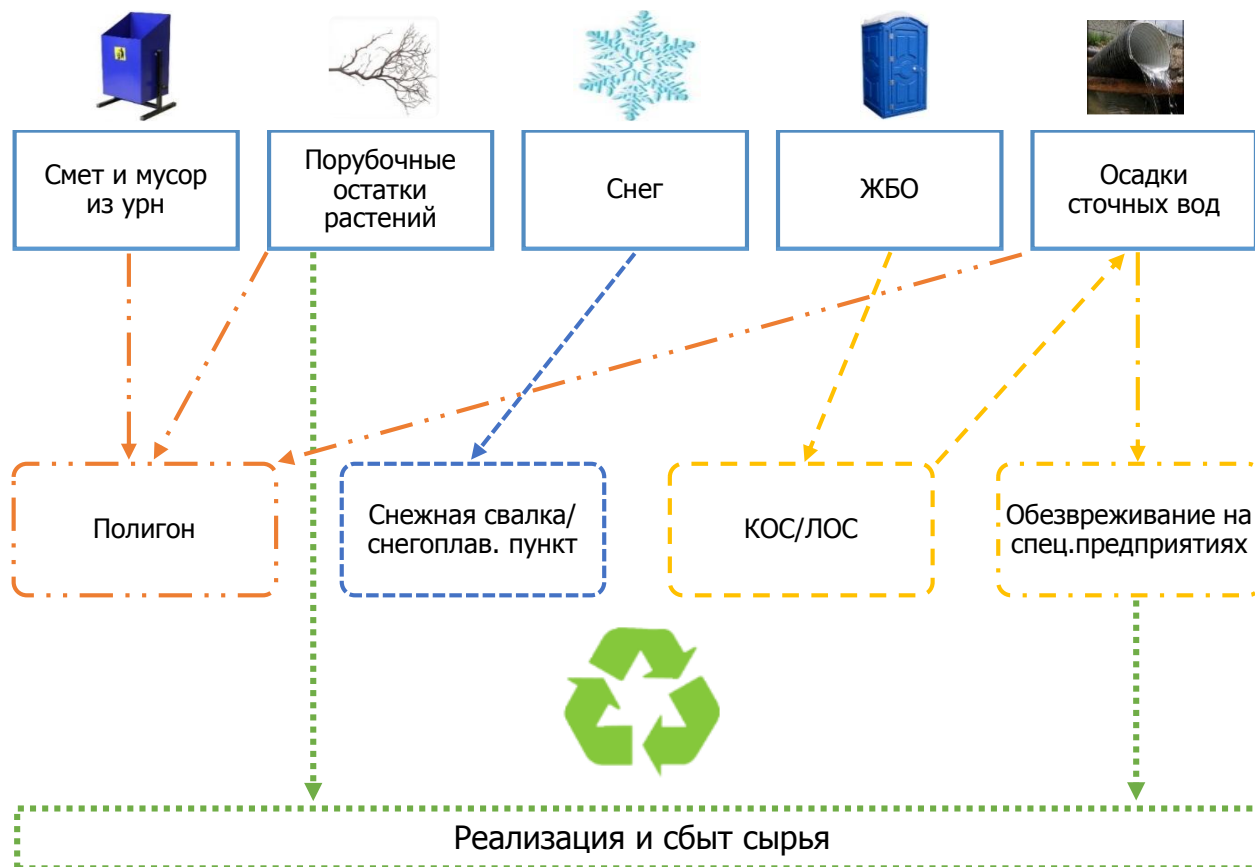 Смет и мусор
из урн
Порубочные
остатки
растений
Снег
ЖБО
Осадки
сточных вод
Полигон
Снежная свалка/
снегоплав. пункт
КОС/ЛОС
Обезвреживание на
спец.предприятиях
Реализация и сбыт сырья